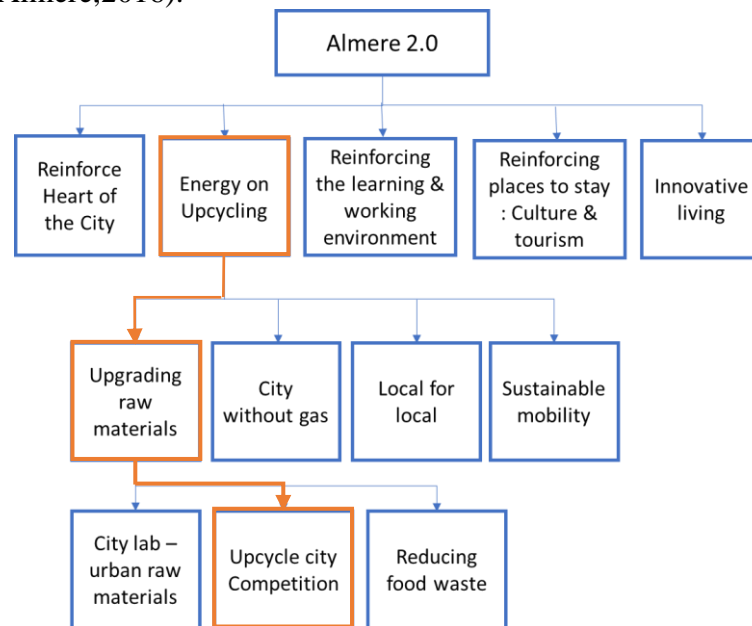 Almere,2018).
Almere 2.0
Reinforce
Heart of
the City
Energy on
Upcycling
Reinforcing
the learning &
working
environment
Reinforcing
places to stay
: Culture &
tourism
Innovative
living
Upgrading
raw
materials
City
without gas
Local for
local
Sustainable
mobility
City lab –
urban raw
materials
Upcycle city
Competition
Reducing
food waste